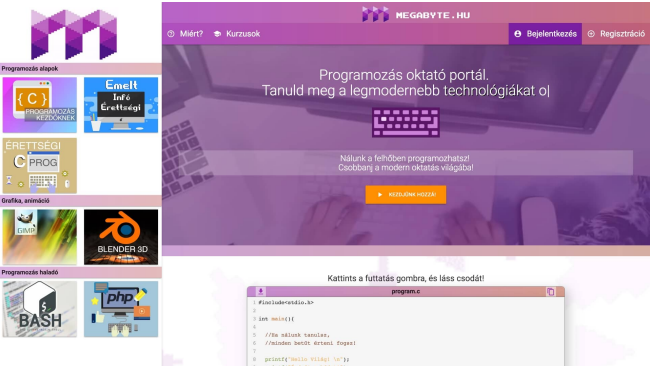 MEGABYTE.HU
Miért?
Kurzusok
Bejelentkezés
Regisztráció
Programozás alapok
{ C }
PROGRAMOZÁS
KEZDŐKNEK
Emelt
Infó
Érettségi
ÉRETTSÉGI
C PROG
Grafika, animáció
GIMP
BLENDER 3D
Programozás haladó
$
BASH
php
Programozás oktató portál.
Tanuld meg a legmodernebb technológiákat o|
Nálunk a felhőben programozhatsz!
Csobbanj a modern oktatás világába!
KEZDJÜNK HOZZÁ!
Kattints a futtatás gombra, és láss csodát!
program.c
1 #include<stdio.h>
2
3 int main(){
4
5 //Ha nálunk tanulsz,
6 //minden betűt érteni fogsz!
7
8 printf("Hello Világ! \n");